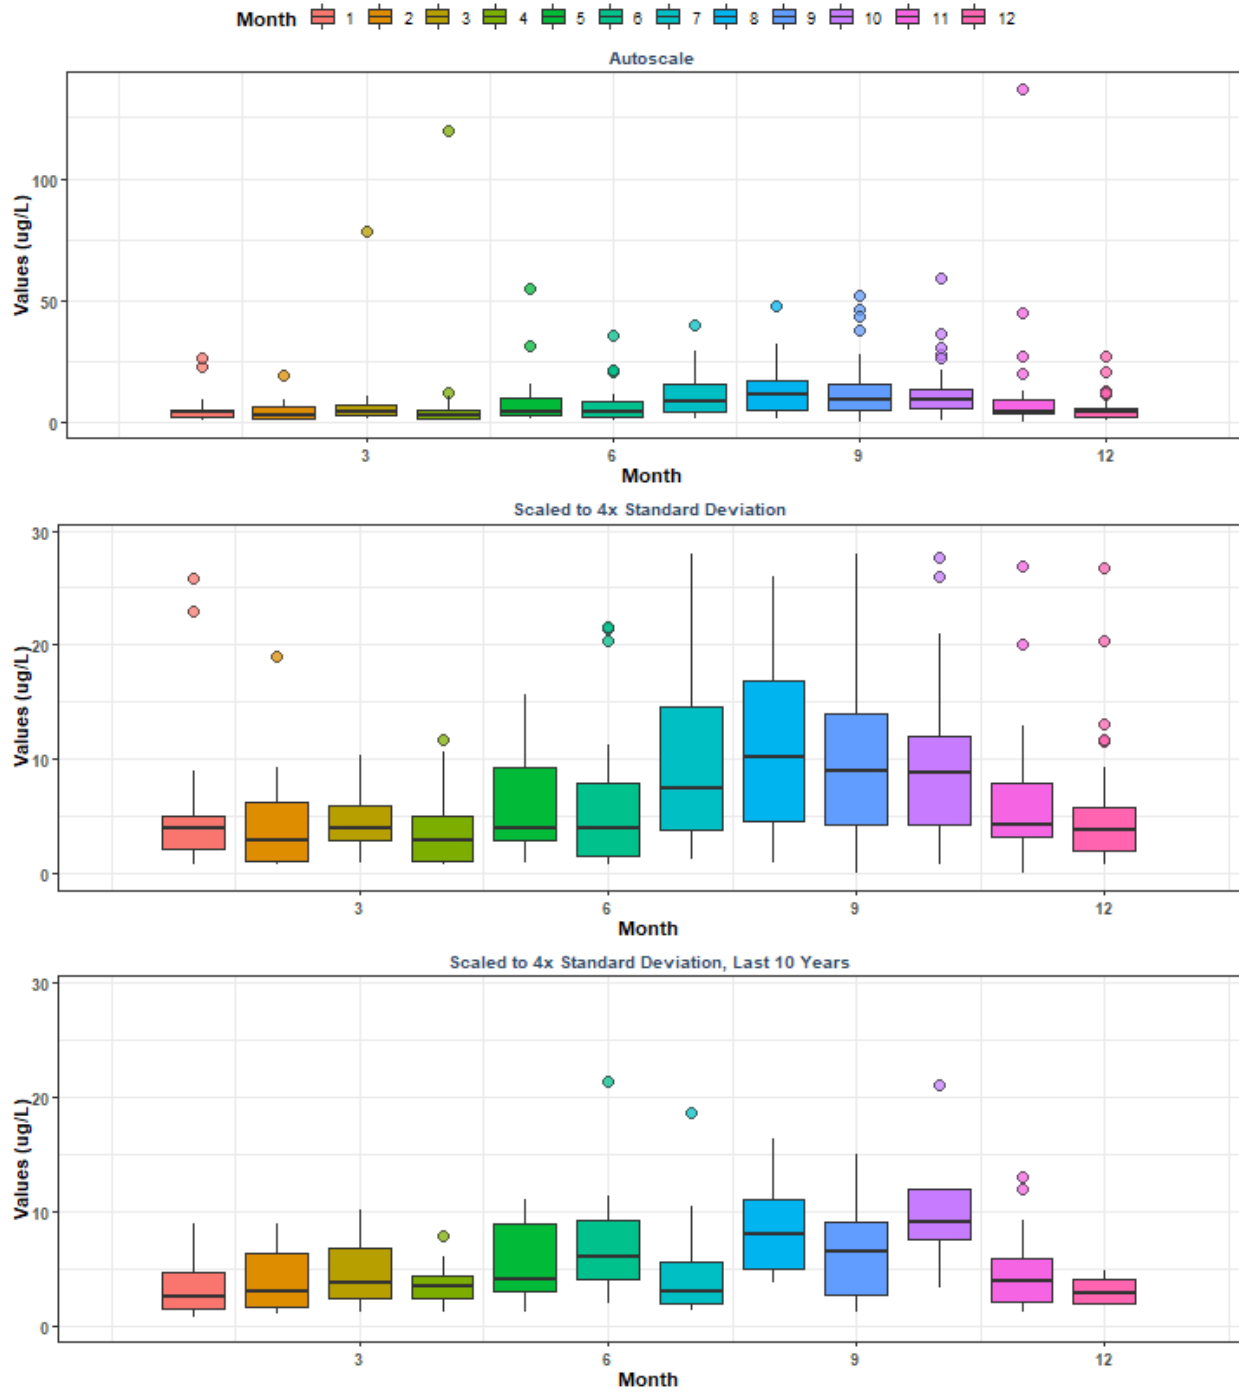 Month 1 2 3 4 5 6 7 8 9 10 11 12
Autoscale
Values (ug/L)
100
50
0
3 6 9 12
Month
Scaled to 4x Standard Deviation
Values (ug/L)
30
20
10
0
3 6 9 12
Month
Scaled to 4x Standard Deviation, Last 10 Years
Values (ug/L)
30
20
10
0
3 6 9 12
Month